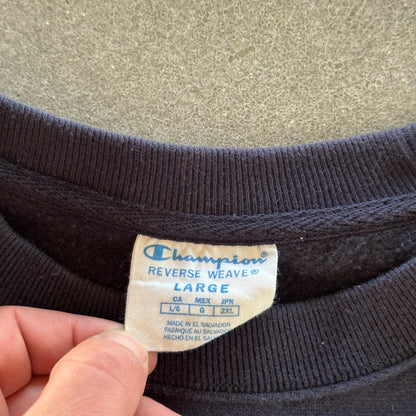 Champion®
REVERSE WEAVE®
LARGE
CA MEX JPN
L/G G 2XL
MADE IN EL SALVADOR
FABRIQUÉ AU EL SALVADOR
HECHO EN EL SALVADOR